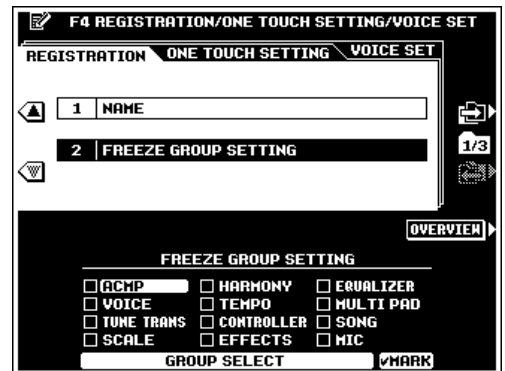 F4 REGISTRATION/ONE TOUCH SETTING/VOICE SET
REGISTRATION ONE TOUCH SETTING VOICE SET
1 NAME
1/3
2 FREEZE GROUP SETTING
OVERVIEW
FREEZE GROUP SETTING
ACMP HARMONY EQUALIZER
VOICE TEMPO MULTI PAD
TUNE TRANS CONTROLLER SONG
SCALE EFFECTS MIC
GROUP SELECT ✓MARK